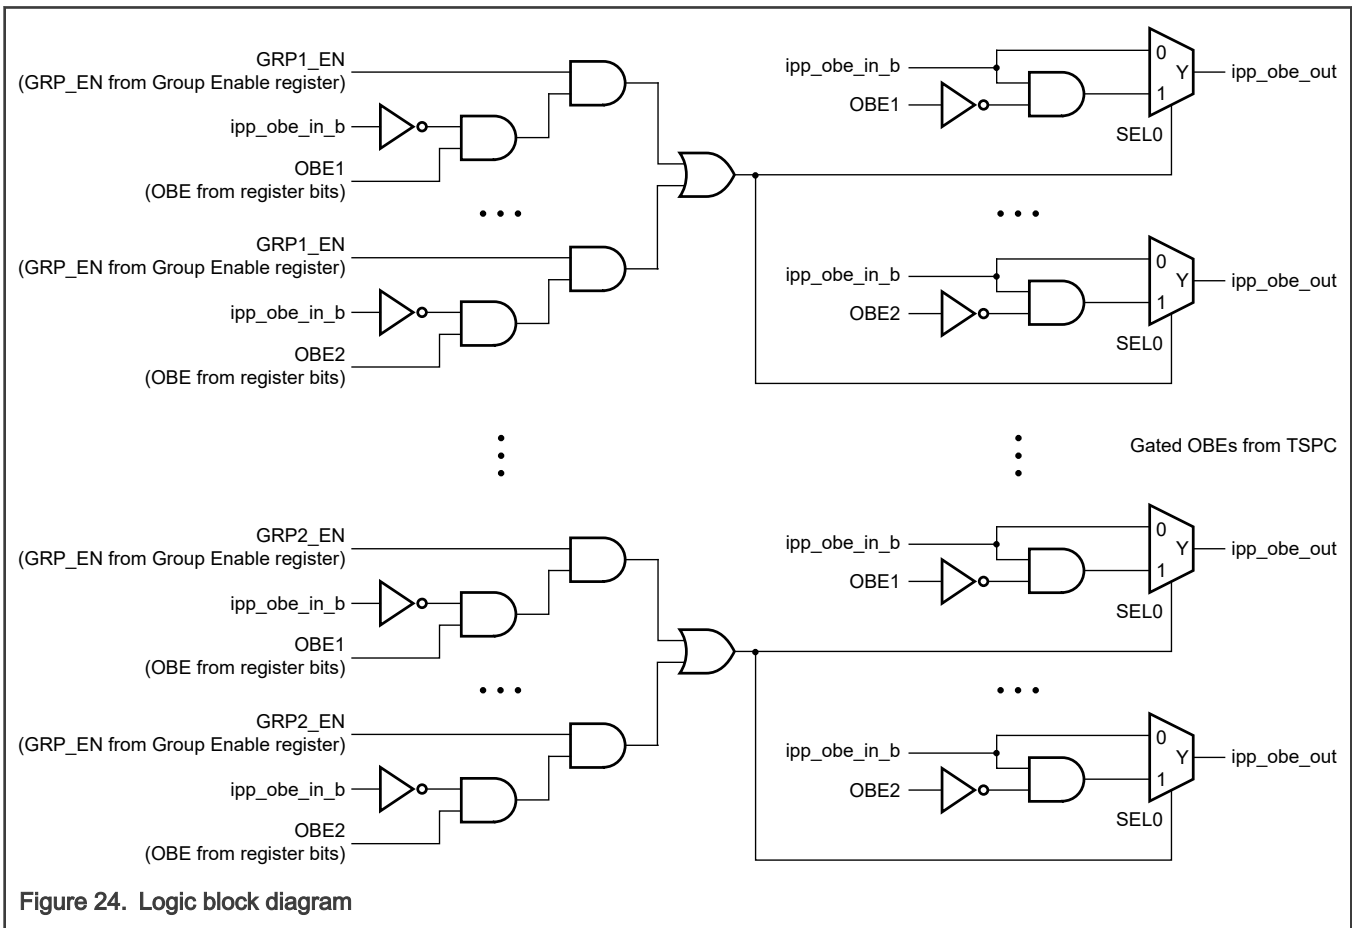 GRP1_EN
(GRP_EN from Group Enable register)
ipp_obe_in_b
OBE1
(OBE from register bits)
GRP1_EN
(GRP_EN from Group Enable register)
ipp_obe_in_b
OBE2
(OBE from register bits)
ipp_obe_in_b
OBE1
0
Y
1
SEL0
ipp_obe_out
ipp_obe_in_b
OBE2
0
Y
1
SEL0
ipp_obe_out
Gated OBEs from TSPC
GRP2_EN
(GRP_EN from Group Enable register)
ipp_obe_in_b
OBE1
(OBE from register bits)
GRP2_EN
(GRP_EN from Group Enable register)
ipp_obe_in_b
OBE2
(OBE from register bits)
ipp_obe_in_b
OBE1
0
Y
1
SEL0
ipp_obe_out
ipp_obe_in_b
OBE2
0
Y
1
SEL0
ipp_obe_out
Figure 24. Logic block diagram